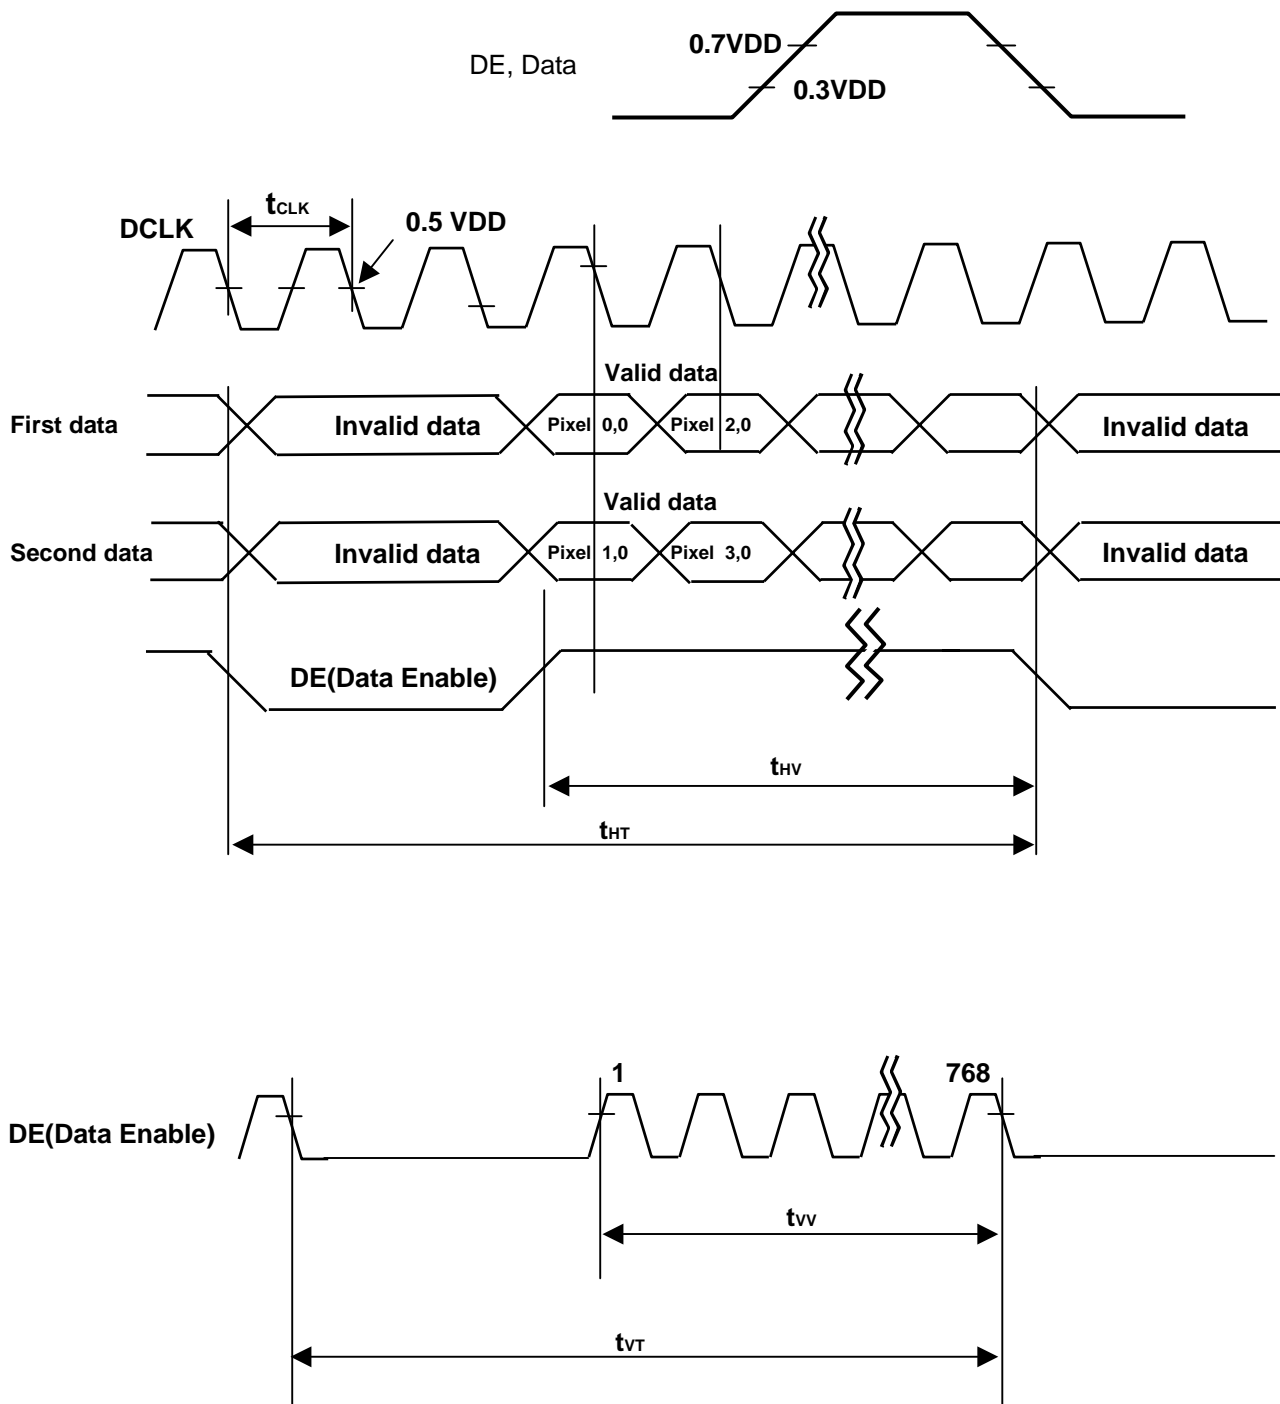 0.7VDD
DE, Data
0.3VDD
tCLK
DCLK
0.5 VDD
Valid data
First data
Invalid data
Pixel 0,0
Pixel 2,0
Invalid data
Valid data
Second data
Invalid data
Pixel 1,0
Pixel 3,0
Invalid data
DE(Data Enable)
tHV
tHT
1
768
DE(Data Enable)
tVV
tVT